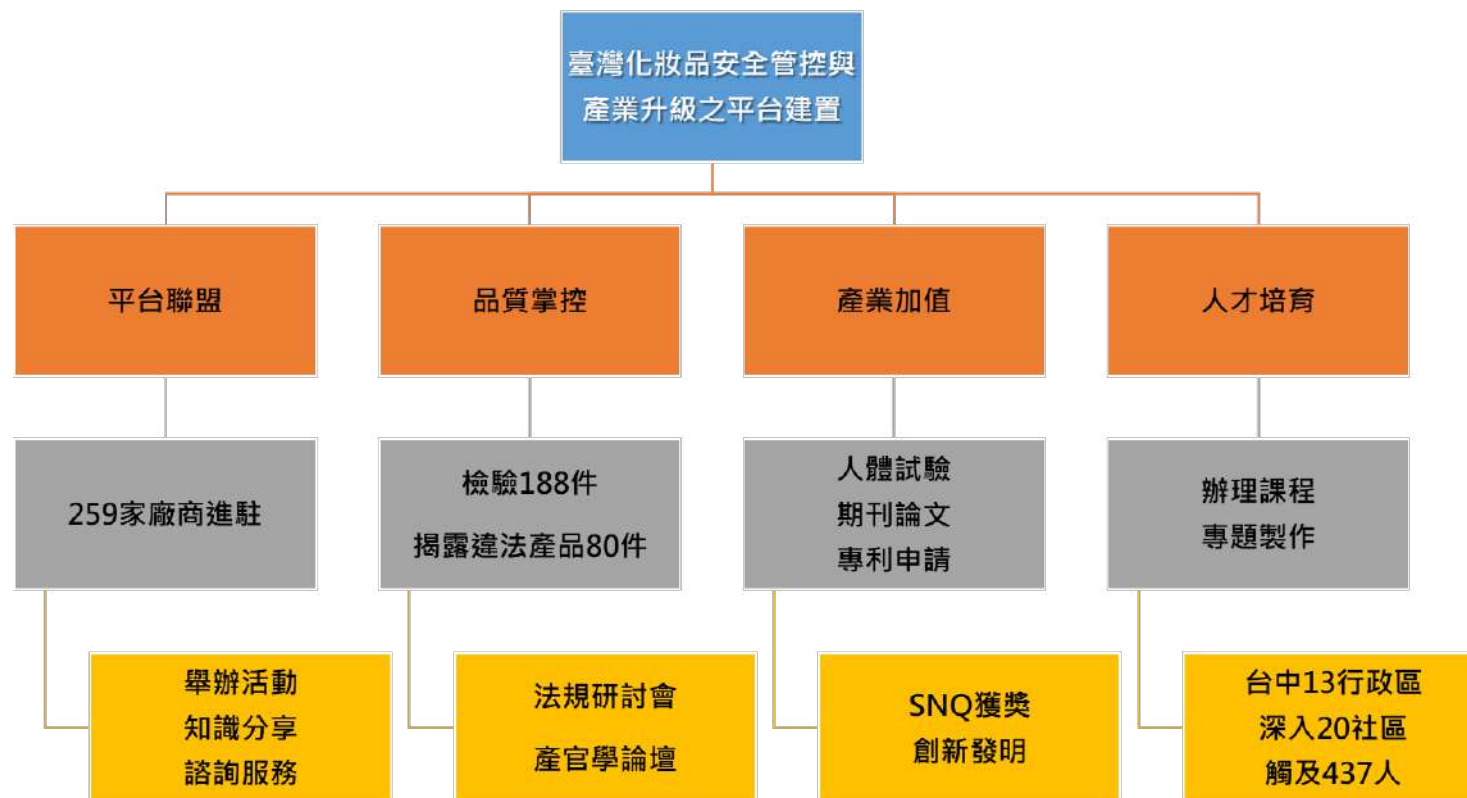 臺灣化妝品安全管控與
產業升級之平台建置
平台聯盟
品質掌控
產業加值
人才培育
259家廠商進駐
檢驗188件
揭露違法產品80件
人體試驗
期刊論文
專利申請
辦理課程
專題製作
舉辦活動
知識分享
諮詢服務
法規研討會
產官學論壇
SNQ獲獎
創新發明
台中13行政區
深入20社區
觸及437人